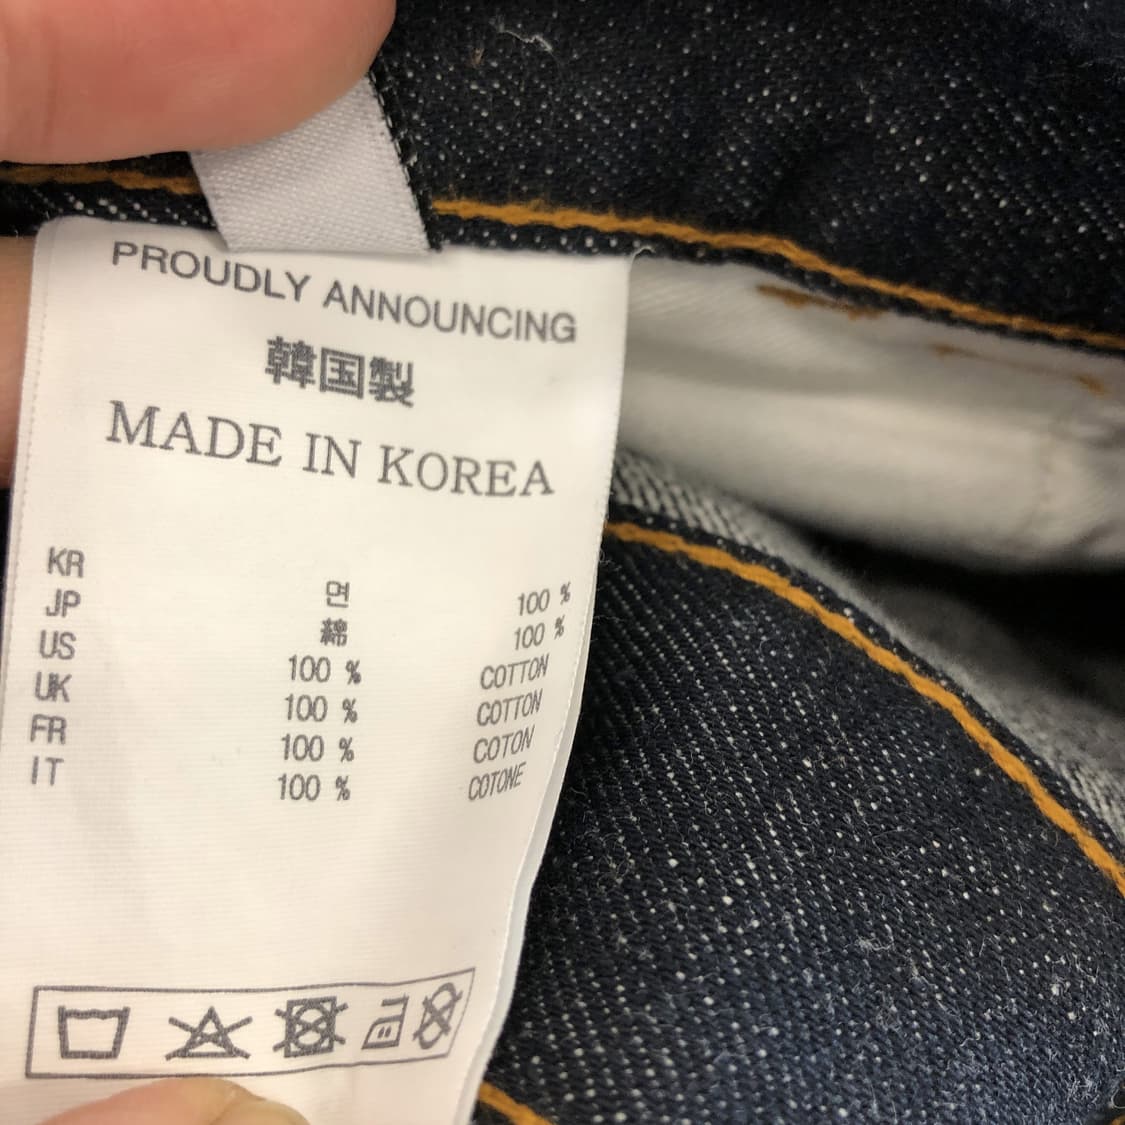 PROUDLY ANNOUNCING
韓国製
MADE IN KOREA
KR 면 100 %
JP 綿 100 %
US 100 % COTTON
UK 100 % COTTON
FR 100 % COTON
IT 100 % COTONE